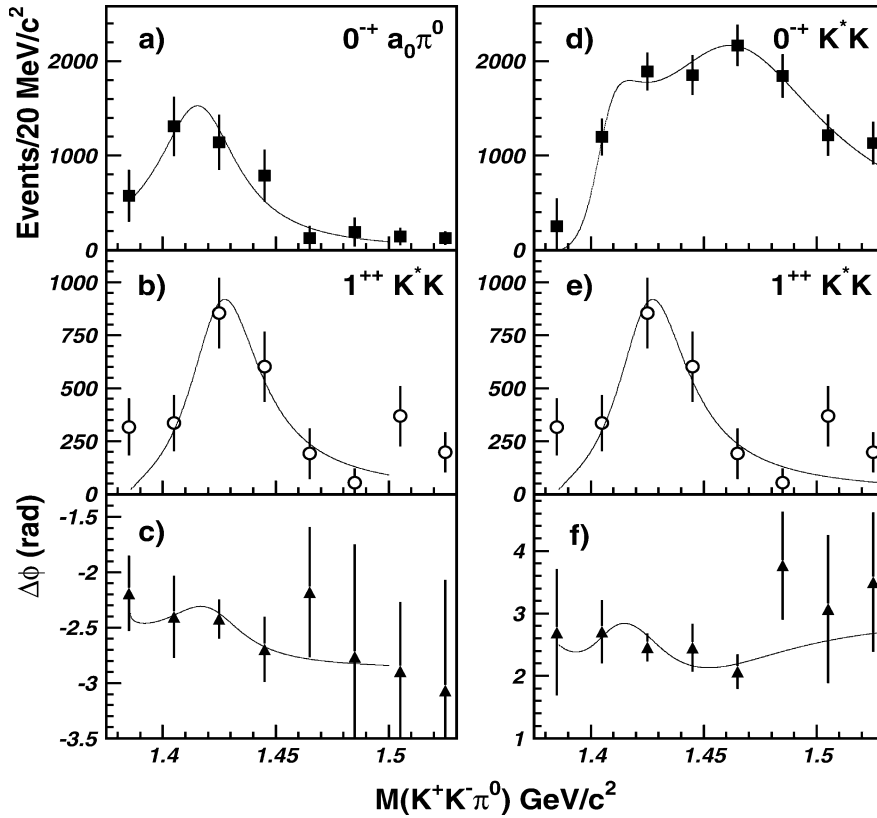 a) 0⁻⁺ a₀π⁰
d) 0⁻⁺ K*K
Events/20 MeV/c²
2000
1000
0
2000
1000
0
b) 1⁺⁺ K*K
e) 1⁺⁺ K*K
1000
750
500
250
0
1000
750
500
250
0
c)
f)
Δϕ (rad)
-1.5
-2
-2.5
-3
-3.5
4
3
2
1
1.4 1.45 1.5
1.4 1.45 1.5
M(K⁺K⁻π⁰) GeV/c²